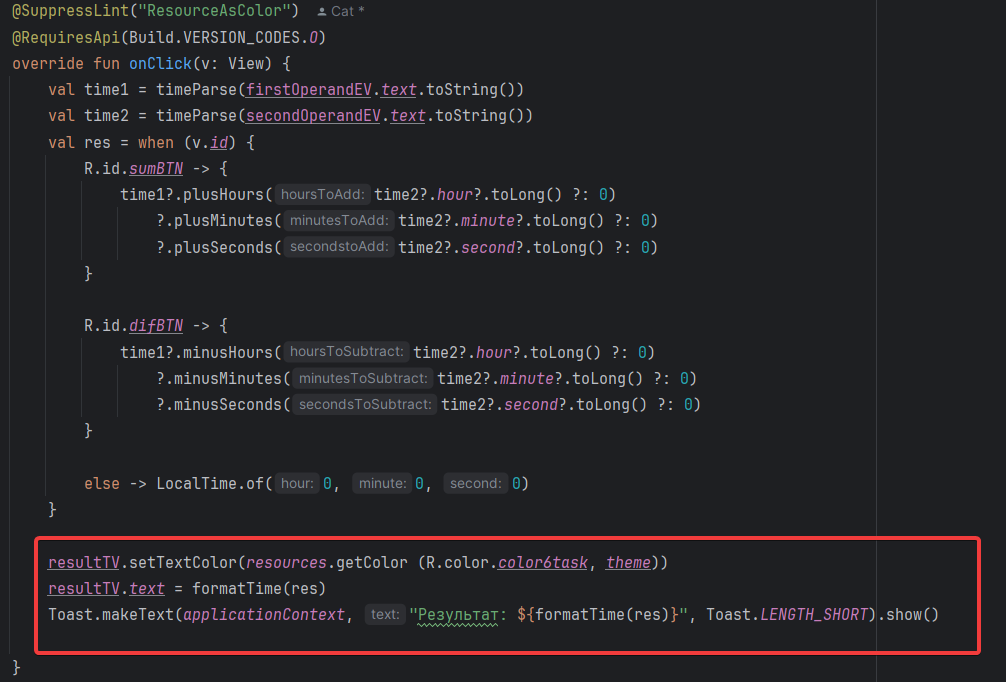 @SuppressLint("ResourceAsColor") Cat *
@RequiresApi(Build.VERSION_CODES.O)
override fun onClick(v: View) {
val time1 = timeParse(firstOperandEV.text.toString())
val time2 = timeParse(secondOperandEV.text.toString())
val res = when (v.id) {
R.id.sumBTN -> {
time1?.plusHours( hoursToAdd: time2?.hour?.toLong() ?: 0)
?.plusMinutes( minutesToAdd: time2?.minute?.toLong() ?: 0)
?.plusSeconds( secondstoAdd: time2?.second?.toLong() ?: 0)
}
R.id.difBTN -> {
time1?.minusHours( hoursToSubtract: time2?.hour?.toLong() ?: 0)
?.minusMinutes( minutesToSubtract: time2?.minute?.toLong() ?: 0)
?.minusSeconds( secondsToSubtract: time2?.second?.toLong() ?: 0)
}
else -> LocalTime.of( hour: 0, minute: 0, second: 0)
}
resultTV.setTextColor(resources.getColor (R.color.color6task, theme))
resultTV.text = formatTime(res)
Toast.makeText(applicationContext, text: "Результат: ${formatTime(res)}", Toast.LENGTH_SHORT).show()
}